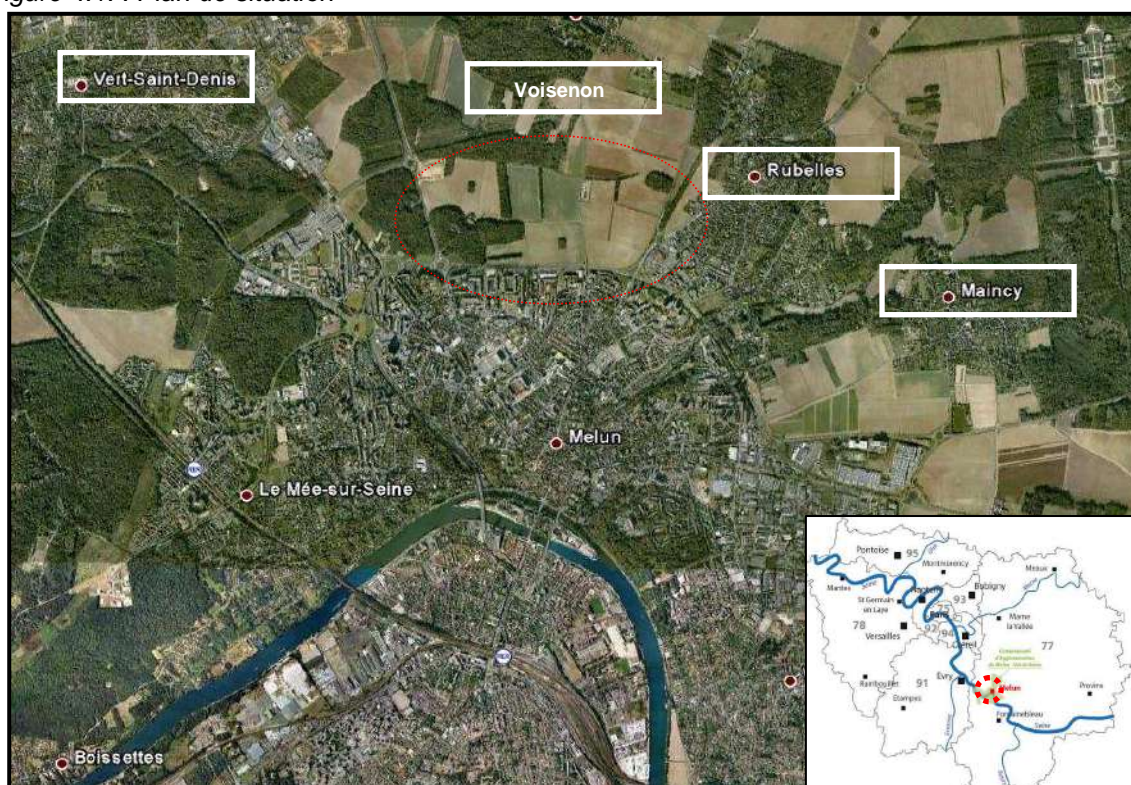 Vert-Saint-Denis
Voisenon
Rubelles
Maincy
Melun
Le Mée-sur-Seine
Boissettes
Pontoise
95
Montmorency
Meaux
Mantes
Bobigny
St Germain
en Laye
93
75
Marne
la Vallée
78
Versailles
92
94
77
Créteil
Rambouillet
91
Evry
Melun
Provins
Etampes
Fontainebleau
Seine